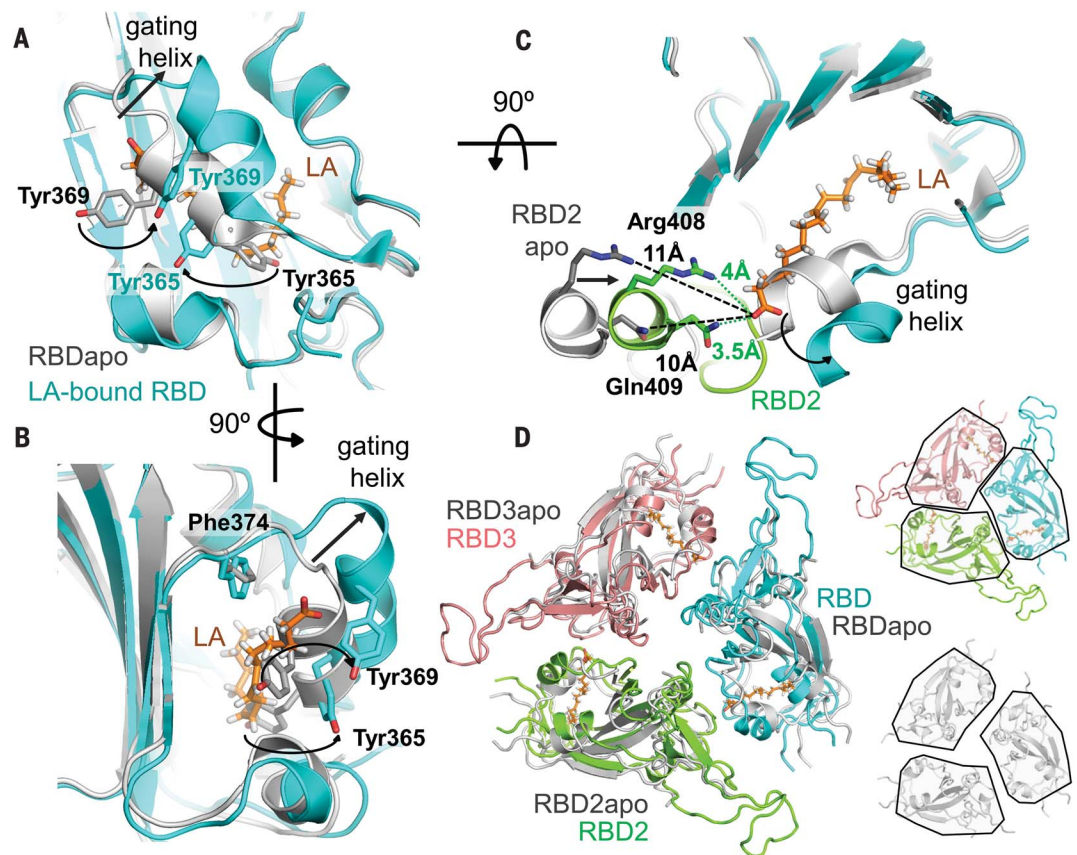 A
gating
helix
Tyr369
Tyr369
LA
Tyr365
Tyr365
RBDapo
LA-bound RBD
90º
B
gating
helix
Phe374
LA
Tyr369
Tyr365
90º
C
RBD2
apo
Arg408
11Å
4Å
LA
gating
helix
10Å
3.5Å
Gln409
RBD2
D
RBD3apo
RBD3
RBD
RBDapo
RBD2apo
RBD2